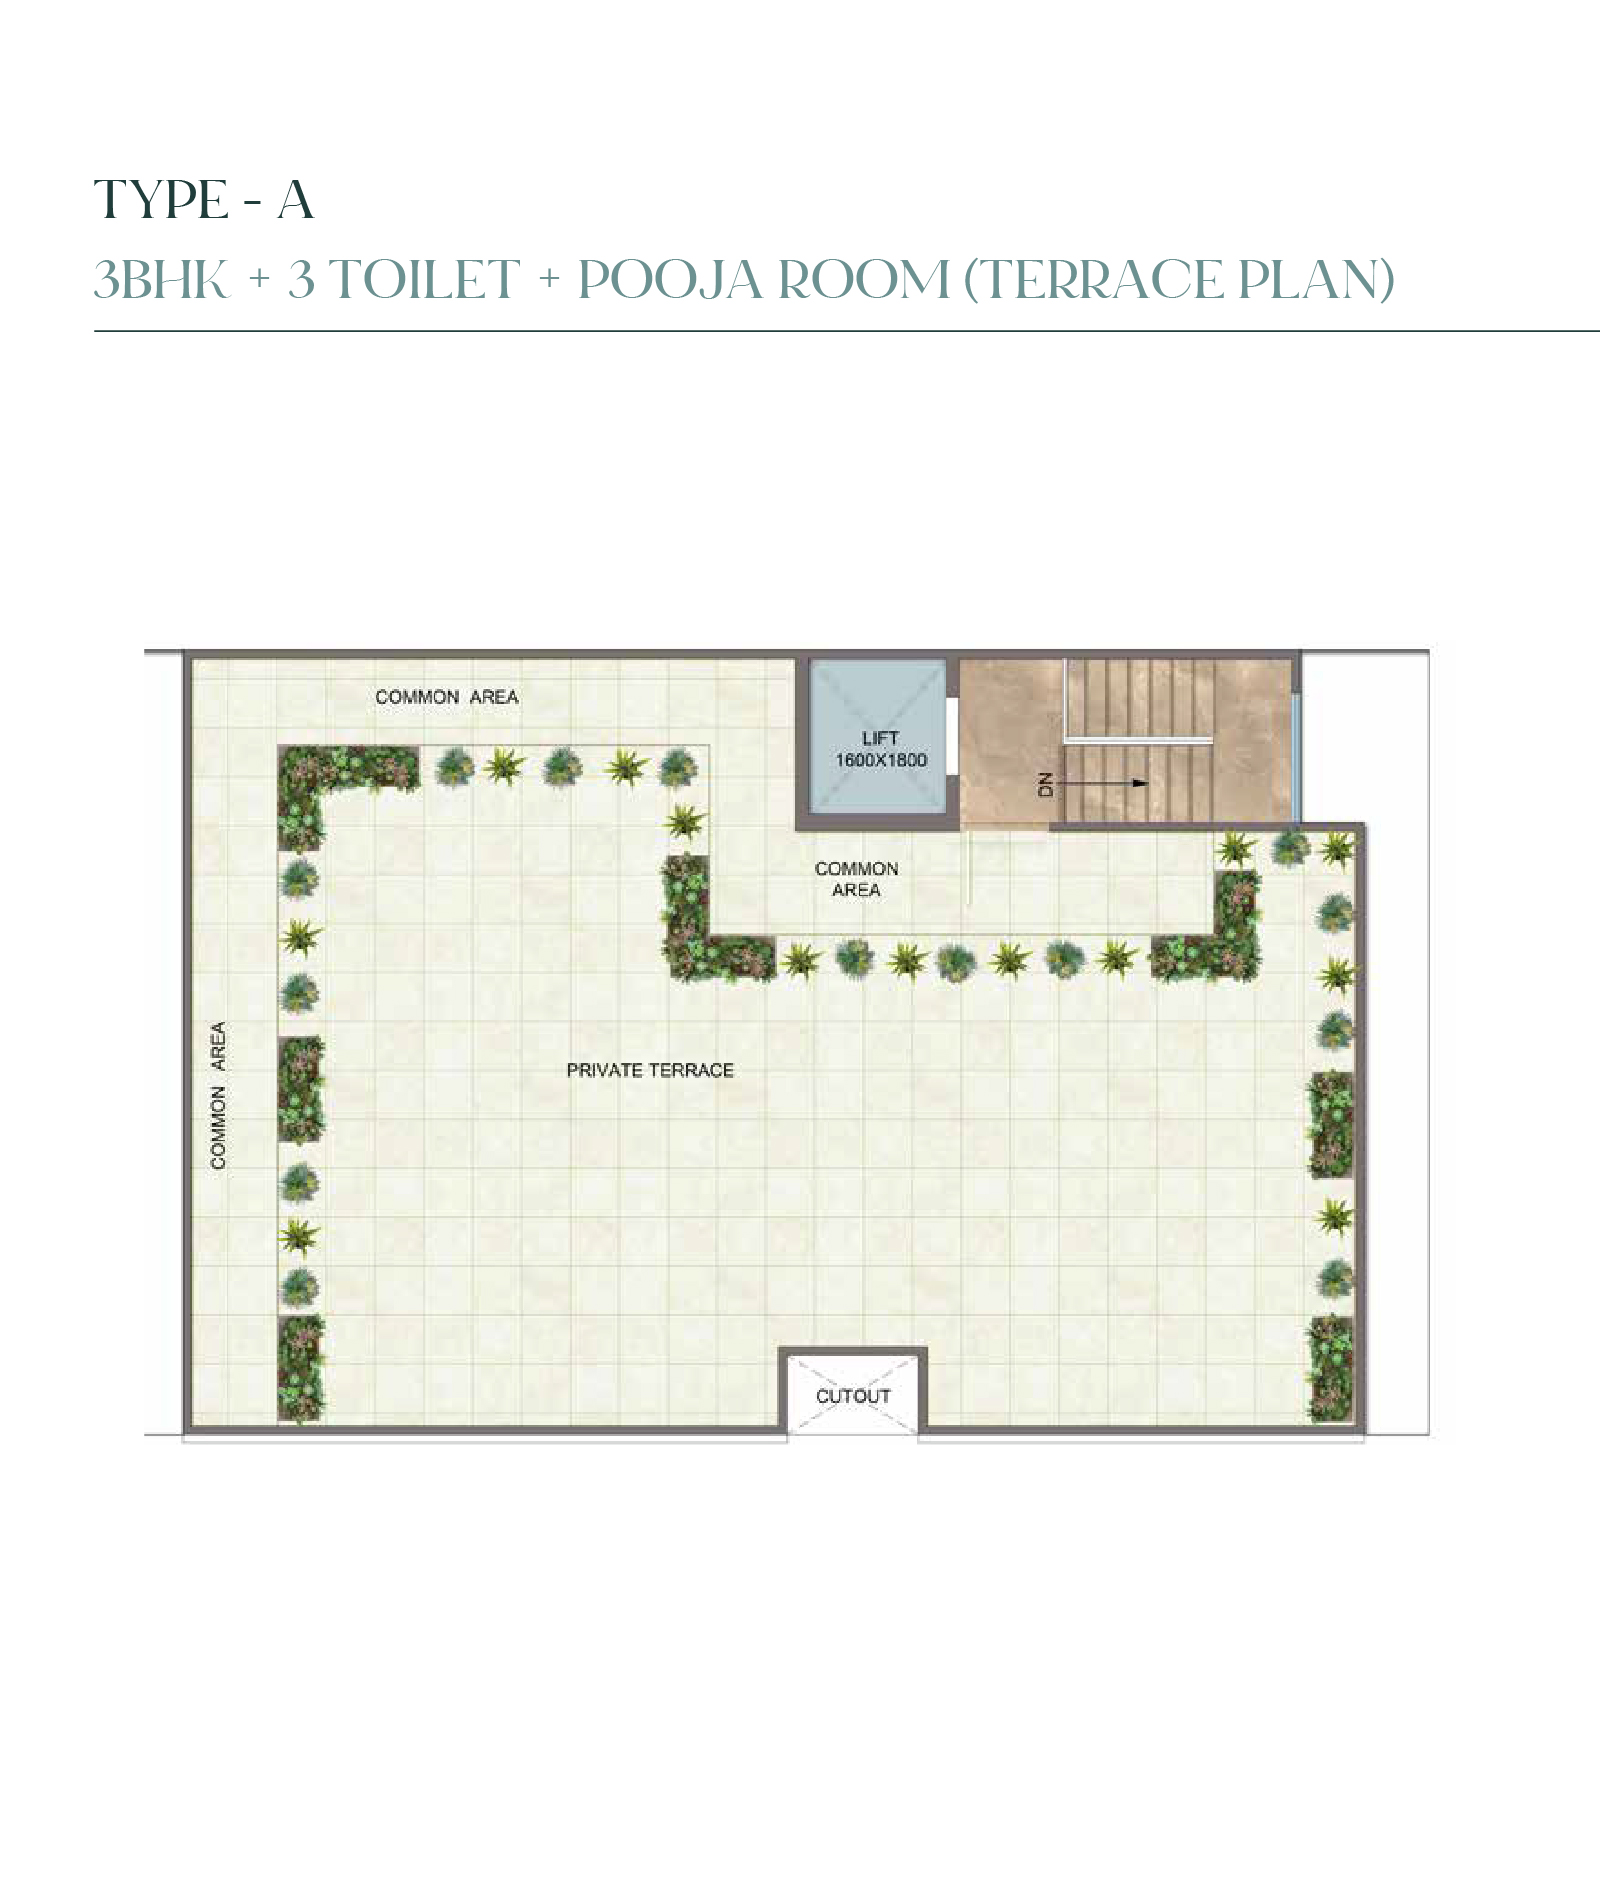 TYPE - A
3BHK + 3 TOILET + POOJA ROOM (TERRACE PLAN)
COMMON AREA
LIFT
1600X1800
DN
COMMON
AREA
COMMON AREA
PRIVATE TERRACE
CUTOUT